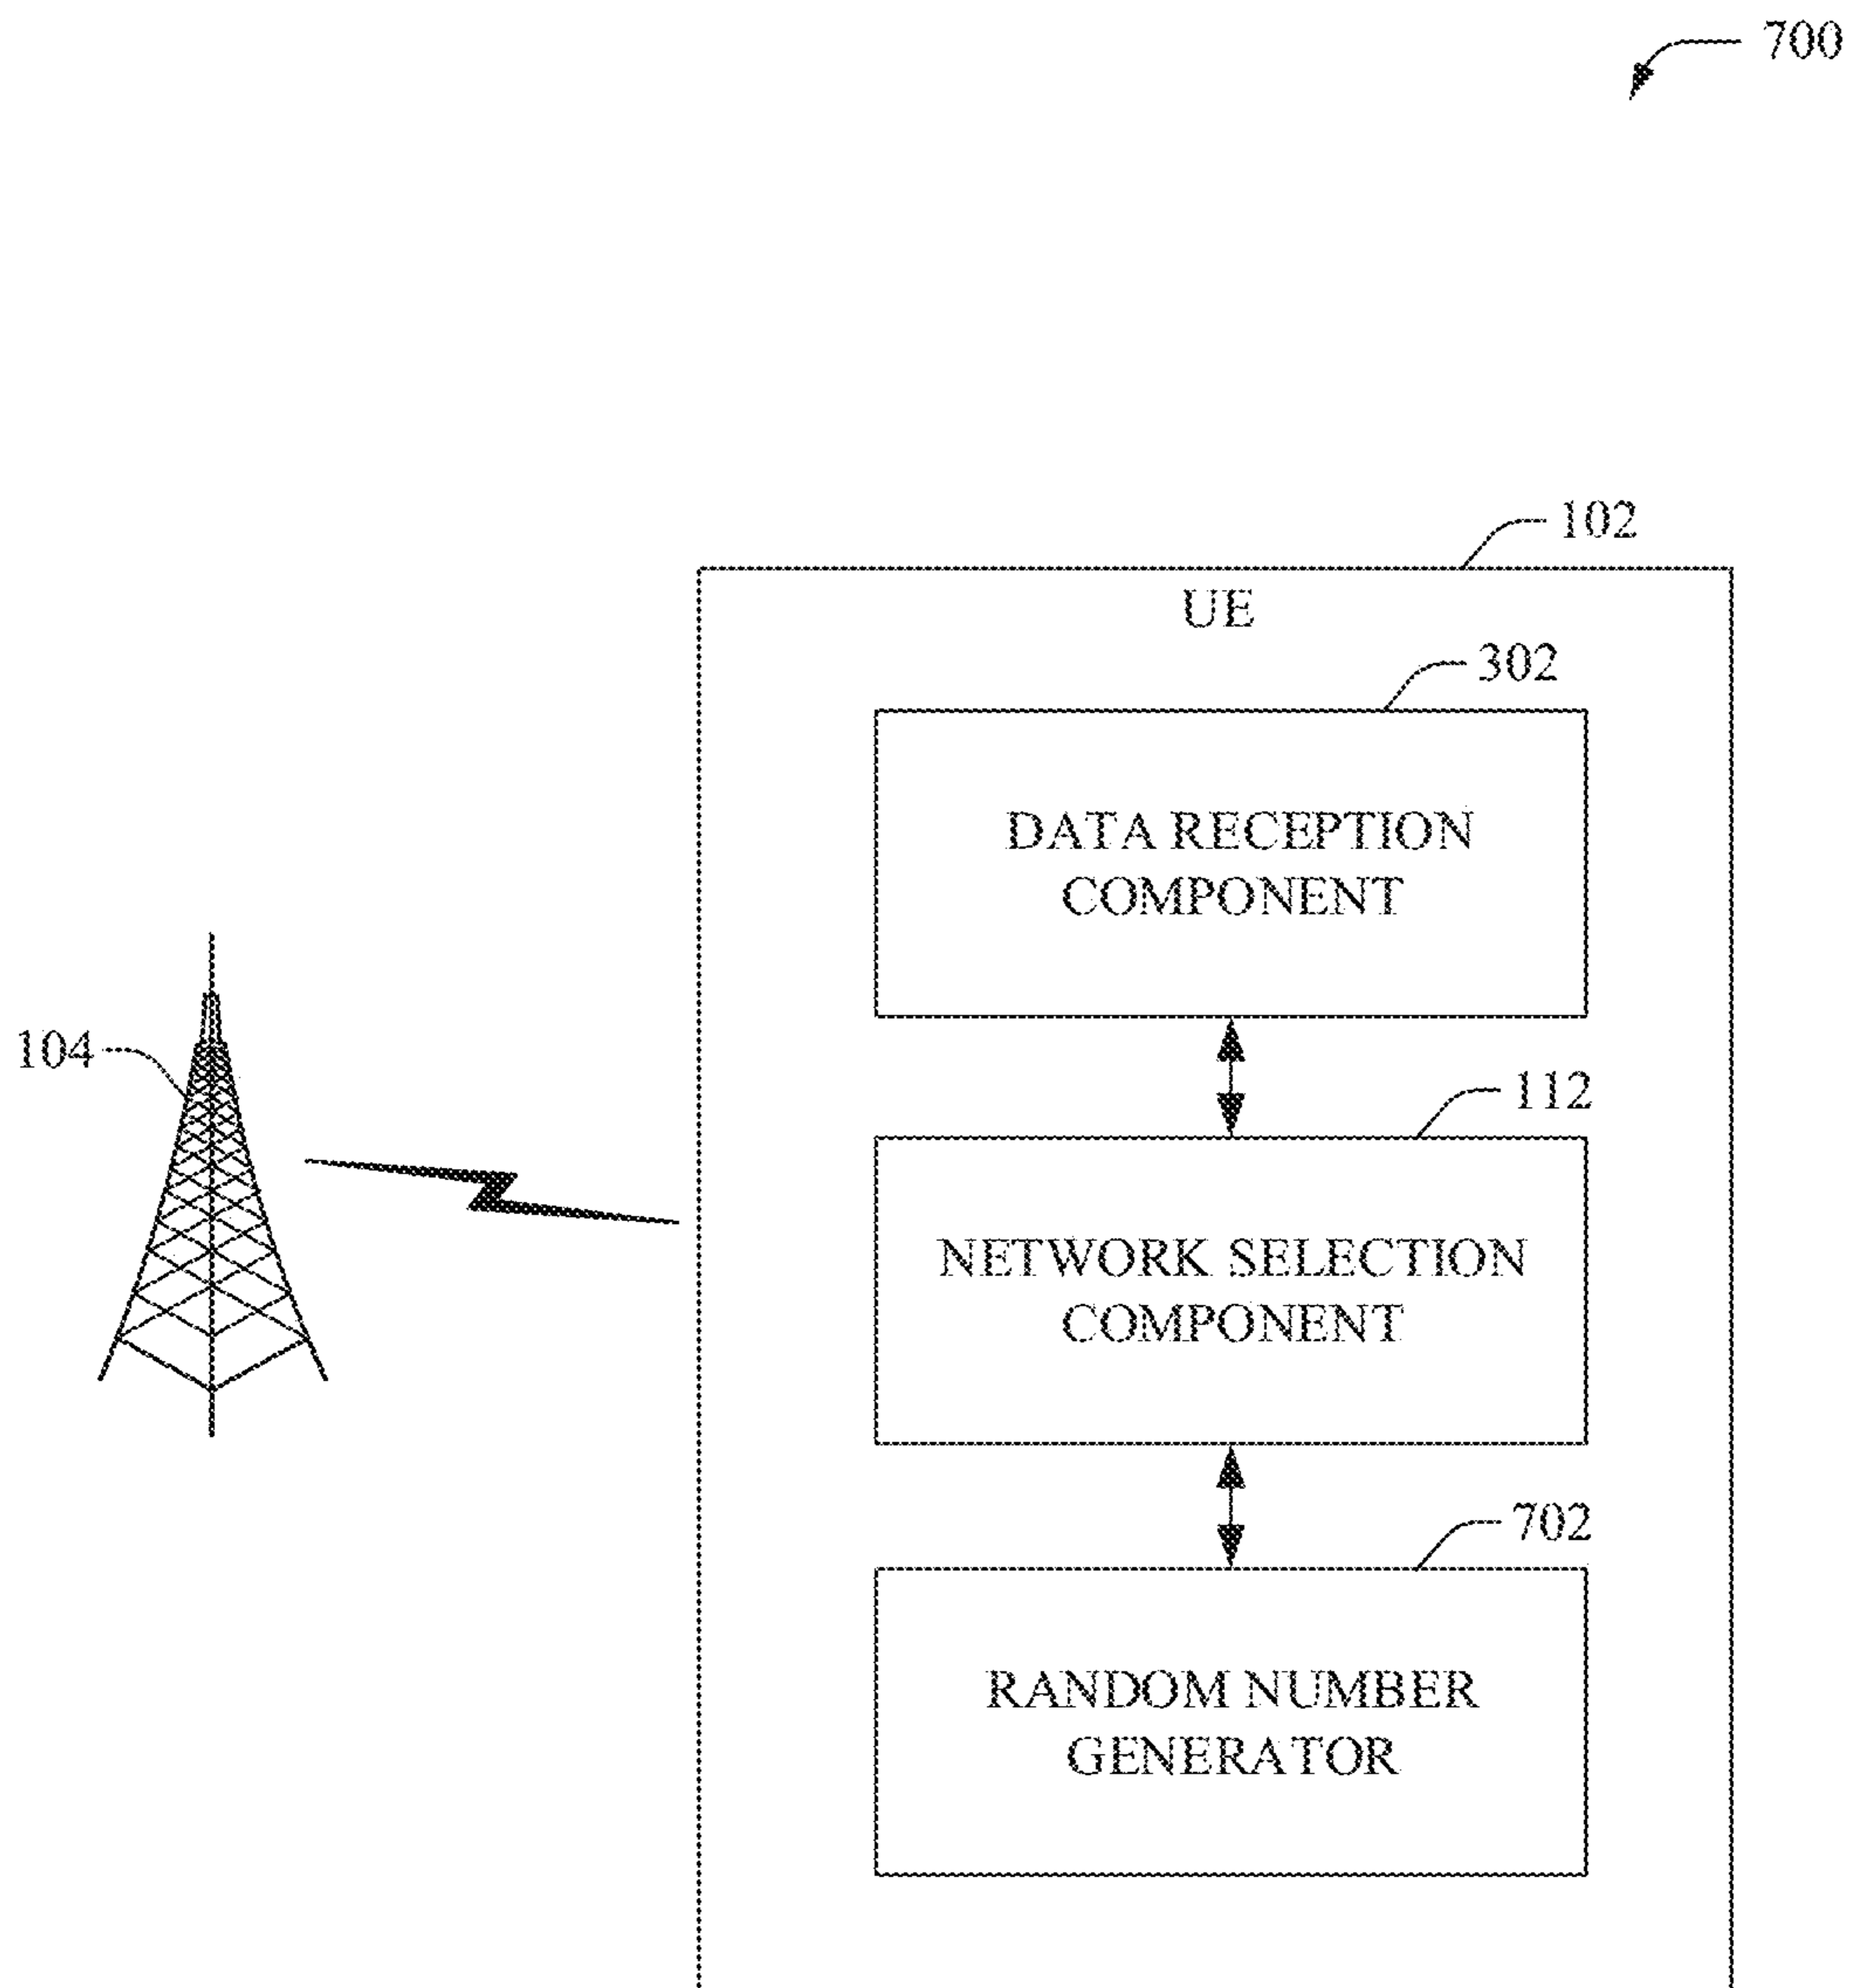 700
102
UE
302
DATA RECEPTION
COMPONENT
104
112
NETWORK SELECTION
COMPONENT
702
RANDOM NUMBER
GENERATOR